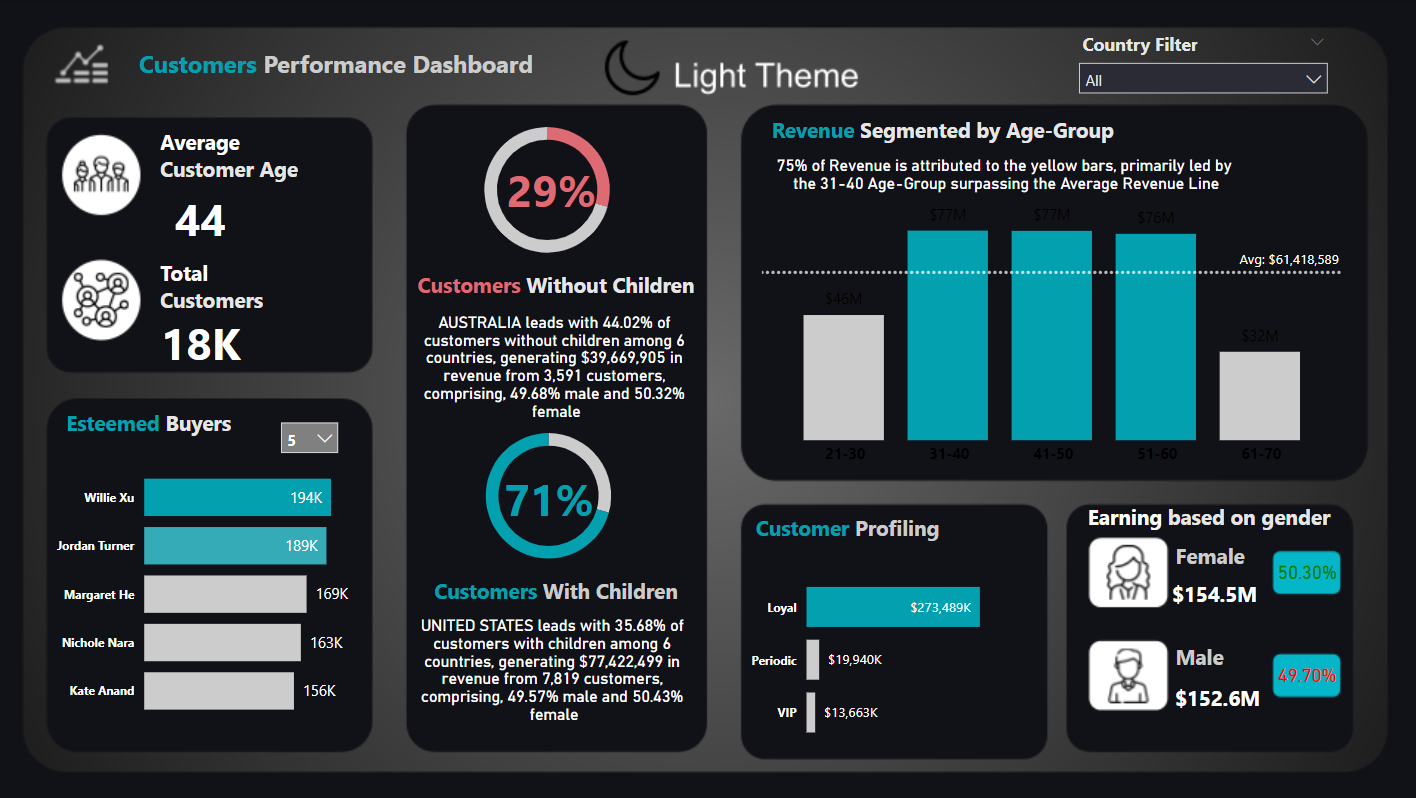 Customers Performance Dashboard
Light Theme
Country Filter
All
Average
Customer Age
44
Total
Customers
18K
Esteemed Buyers
5
Willie Xu 194K
Jordan Turner 189K
Margaret He 169K
Nichole Nara 163K
Kate Anand 156K
29%
Customers Without Children
AUSTRALIA leads with 44.02% of
customers without children among 6
countries, generating $39,669,905 in
revenue from 3,591 customers,
comprising, 49.68% male and 50.32%
female
71%
Customers With Children
UNITED STATES leads with 35.68% of
customers with children among 6
countries, generating $77,422,499 in
revenue from 7,819 customers,
comprising, 49.57% male and 50.43%
female
Revenue Segmented by Age-Group
75% of Revenue is attributed to the yellow bars, primarily led by
the 31-40 Age-Group surpassing the Average Revenue Line
$77M $77M $76M
Avg: $61,418,589
$46M
$32M
21-30 31-40 41-50 51-60 61-70
Customer Profiling
Loyal $273,489K
Periodic $19,940K
VIP $13,663K
Earning based on gender
Female
50.30%
$154.5M
Male
49.70%
$152.6M